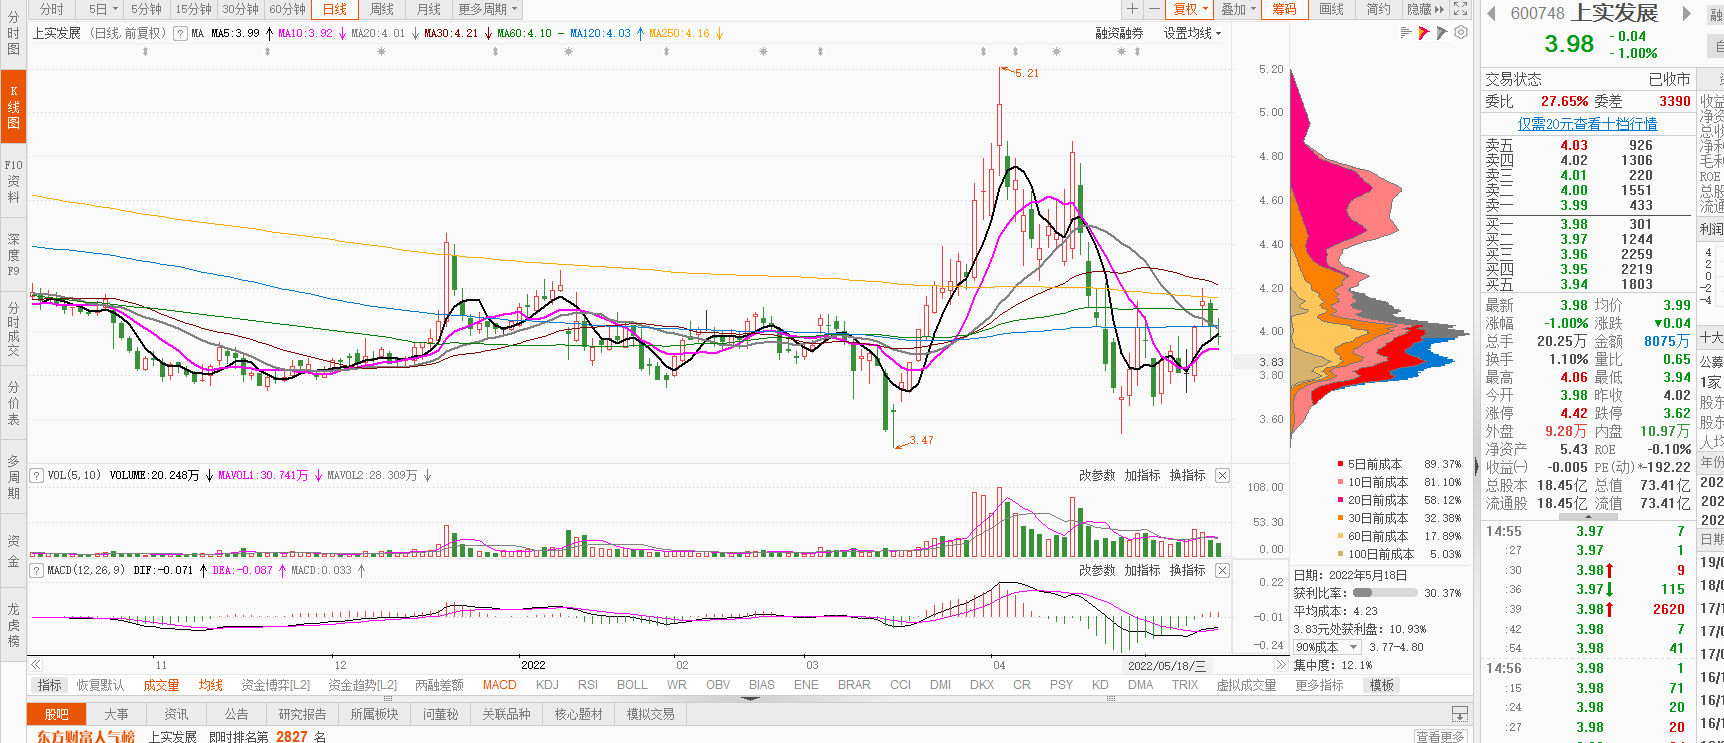 分时 5日 5分钟 15分钟 30分钟 60分钟 日线 周线 月线 更多周期
复权 叠加 筹码 画线 简约 隐藏
上实发展 (日线,前复权) ? MA MA5:3.99 MA10:3.92 MA20:4.01 MA30:4.21 MA60:4.10 MA120:4.03 MA250:4.16
融资融券 设置均线
分时图
K线图
F10资料
深度F9
分时成交
分价表
多周期
资金
龙虎榜
5.21
3.47
5.20
5.00
4.80
4.60
4.40
4.20
4.00
3.83
3.80
3.60
? VOL(5,10) VOLUME:20.248万 MAVOL1:30.741万 MAVOL2:28.309万
改参数 加指标 换指标
108.00
53.30
0.00
? MACD(12,26,9) DIF:-0.071 DEA:-0.087 MACD:0.033
改参数 加指标 换指标
0.22
-0.01
-0.24
11 12 2022 02 03 04 2022/05/18/三
指标 恢复默认 成交量 均线 资金博弈[L2] 资金趋势[L2] 两融差额 MACD KDJ RSI BOLL WR OBV BIAS ENE BRAR CCI DMI DKX CR PSY KD DMA TRIX 虚拟成交量 更多指标 模板
股吧 大事 资讯 公告 研究报告 所属板块 问董秘 关联品种 核心题材 模拟交易
东方财富人气榜 上实发展 即时排名第 2827 名
查看更多
5日前成本 89.37%
10日前成本 81.10%
20日前成本 58.12%
30日前成本 32.38%
60日前成本 17.89%
100日前成本 5.03%
日期: 2022年5月18日
获利比率: 30.37%
平均成本: 4.23
3.83元处获利盘: 10.93%
90%成本 3.77-4.80
集中度: 12.1%
600748 上实发展
3.98 -0.04
-1.00%
交易状态 已收市
委比 27.65% 委差 3390
仅需20元查看十档行情
卖五 4.03 926
卖四 4.02 1306
卖三 4.01 220
卖二 4.00 1551
卖一 3.99 433
买一 3.98 301
买二 3.97 1244
买三 3.96 2259
买四 3.95 2219
买五 3.94 1803
最新 3.98 均价 3.99
涨幅 -1.00% 涨跌 ▼0.04
总手 20.25万 金额 8075万
换手 1.10% 量比 0.65
最高 4.06 最低 3.94
今开 3.98 昨收 4.02
涨停 4.42 跌停 3.62
外盘 9.28万 内盘 10.97万
净资产 5.43 ROE -0.10%
收益(一) -0.005 PE(动)*-192.22
总股本 18.45亿 总值 73.41亿
流通股 18.45亿 流值 73.41亿
14:55 3.97 7
:27 3.97 1
:30 3.98 9
:36 3.97 115
:39 3.98 2620
:42 3.98 7
:54 3.98 41
14:56 3.98 1
:15 3.98 71
:24 3.98 20
:27 3.98 20
融
自
收益
净资
总收
净利
毛利
ROE
总股
流通
利润
4
2
0
-2
-4
十大
公募
1家
股东
股东
人均
年份
202
202
202
日期
19/0
18/0
17/1
17/0
17/0
16/1
16/1
16/1